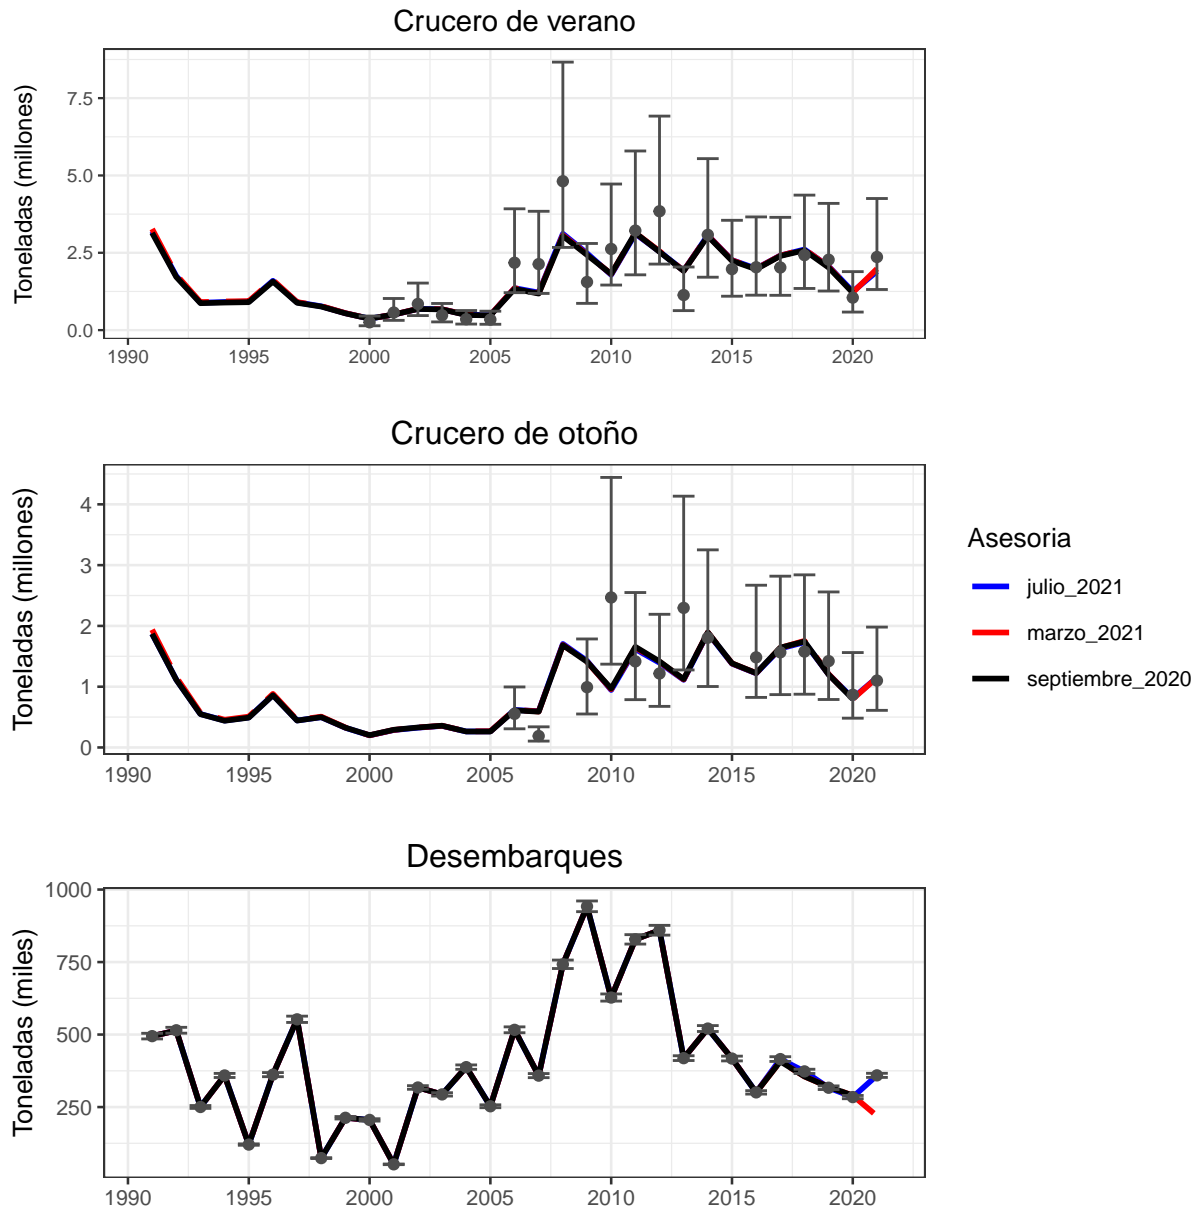 Crucero de verano
Toneladas (millones)
7.5
5.0
2.5
0.0
1990 1995 2000 2005 2010 2015 2020
Crucero de otoño
Toneladas (millones)
4
3
2
1
0
1990 1995 2000 2005 2010 2015 2020
Asesoria
julio_2021
marzo_2021
septiembre_2020
Desembarques
Toneladas (miles)
1000
750
500
250
1990 1995 2000 2005 2010 2015 2020